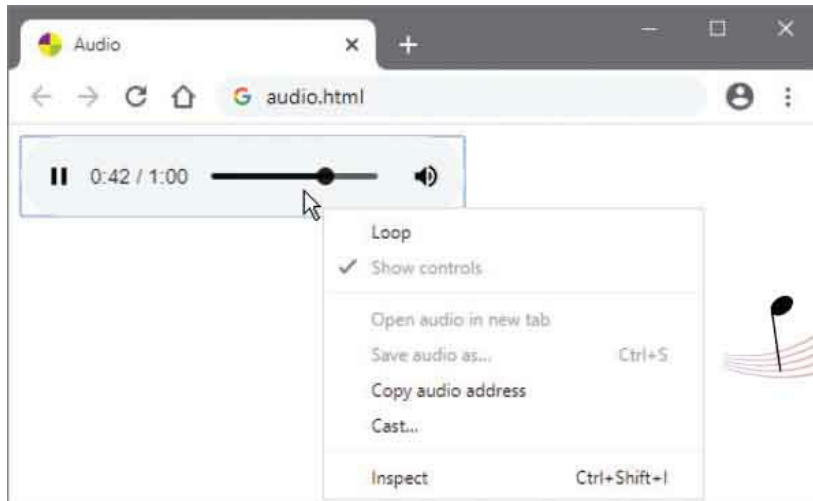 Audio
audio.html
0:42 / 1:00
Loop
Show controls
Open audio in new tab
Save audio as... Ctrl+S
Copy audio address
Cast...
Inspect Ctrl+Shift+I